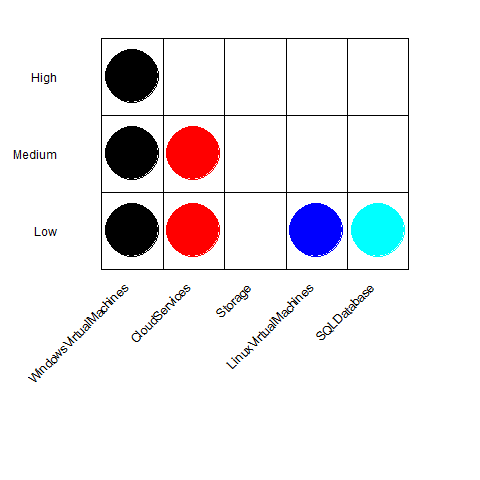 High
Medium
Low
WindowsVirtualMachines
CloudServices
Storage
LinuxVirtualMachines
SQLDatabase